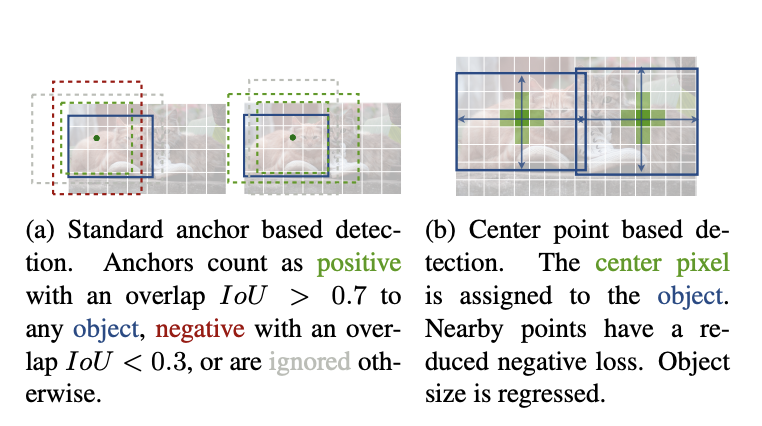 (a) Standard anchor based detec-
tion. Anchors count as positive
with an overlap IoU > 0.7 to
any object, negative with an over-
lap IoU < 0.3, or are ignored oth-
erwise.
(b) Center point based de-
tection. The center pixel
is assigned to the object.
Nearby points have a re-
duced negative loss. Object
size is regressed.